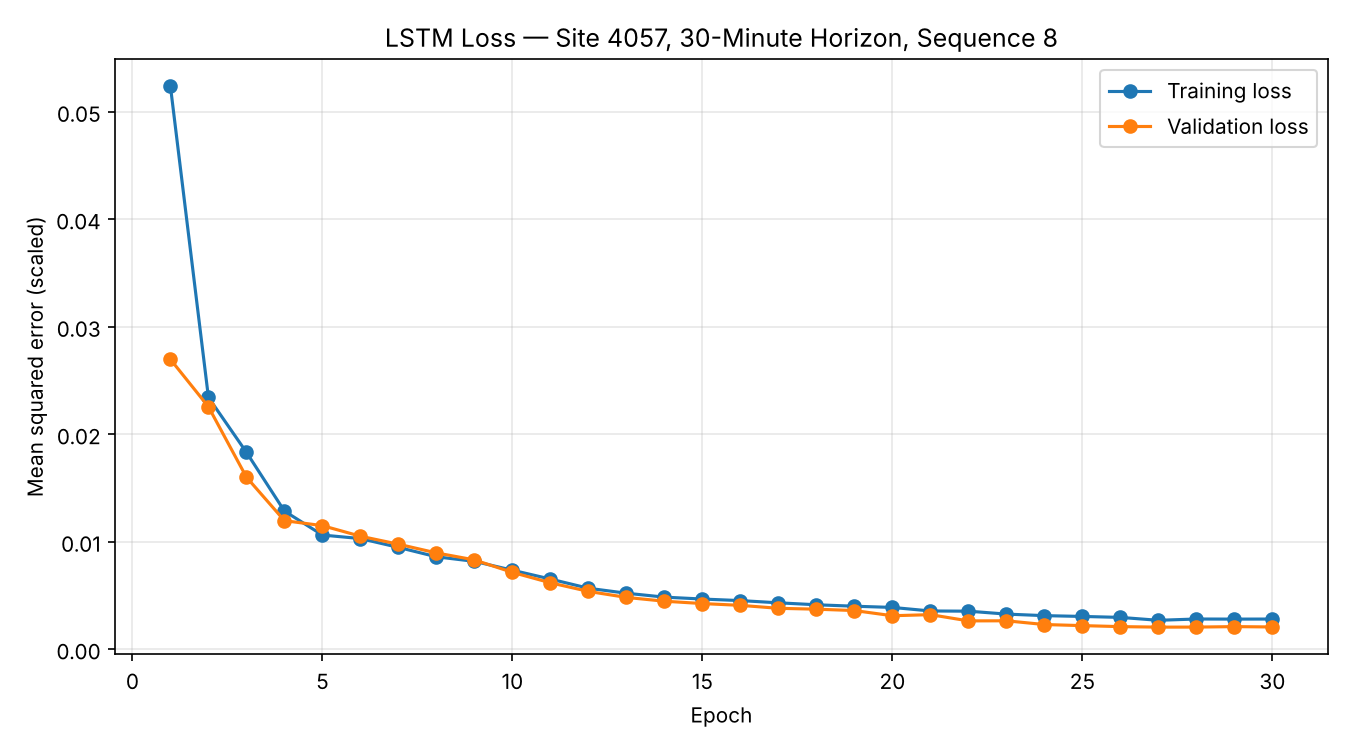 LSTM Loss — Site 4057, 30-Minute Horizon, Sequence 8
Training loss
Validation loss
Mean squared error (scaled)
0.05
0.04
0.03
0.02
0.01
0.00
0 5 10 15 20 25 30
Epoch